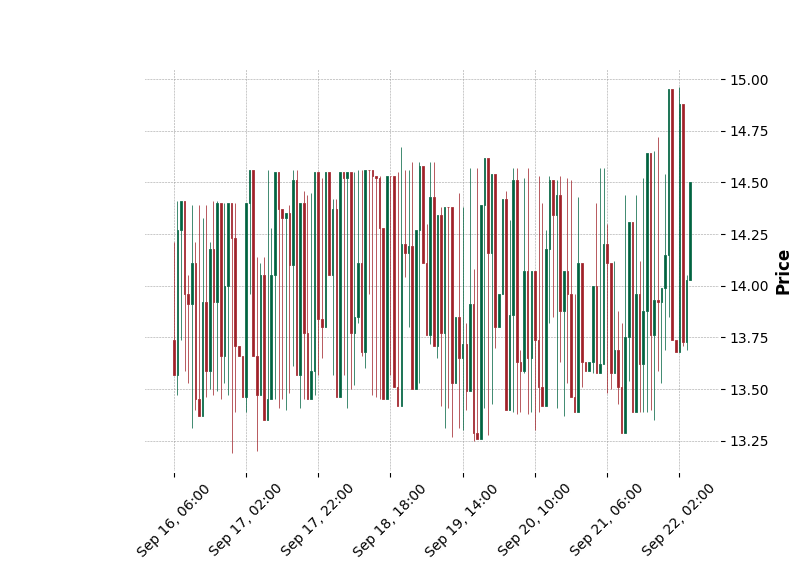 15.00
14.75
14.50
14.25
14.00
13.75
13.50
13.25
Price
Sep 16, 06:00
Sep 17, 02:00
Sep 17, 22:00
Sep 18, 18:00
Sep 19, 14:00
Sep 20, 10:00
Sep 21, 06:00
Sep 22, 02:00